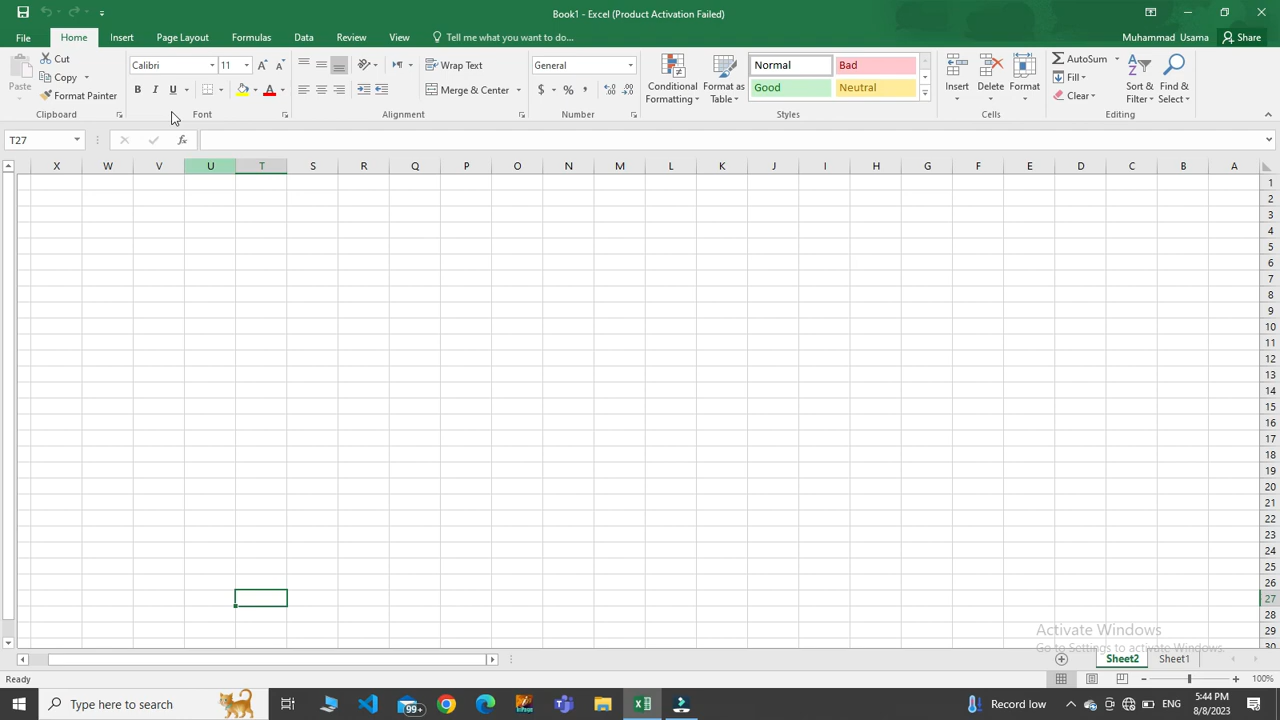 Book1 - Excel (Product Activation Failed)
File Home Insert Page Layout Formulas Data Review View Tell me what you want to do... Muhammad Usama Share
Paste
Cut
Copy
Format Painter
Clipboard
Calibri 11
B I U A
Font
Wrap Text
Merge & Center
Alignment
General
$ % ,
Number
Conditional Formatting
Format as Table
Normal Bad
Good Neutral
Styles
Insert Delete Format
Cells
AutoSum
Fill
Clear
Sort & Filter
Find & Select
Editing
T27 fx
X W V U T S R Q P O N M L K J I H G F E D C B A
1
2
3
4
5
6
7
8
9
10
11
12
13
14
15
16
17
18
19
20
21
22
23
24
25
26
27
28
29
30
Activate Windows
Go to Settings to activate Windows.
Sheet2 Sheet1
Ready 100%
Type here to search 99+ Record low ENG 5:44 PM
8/8/2023